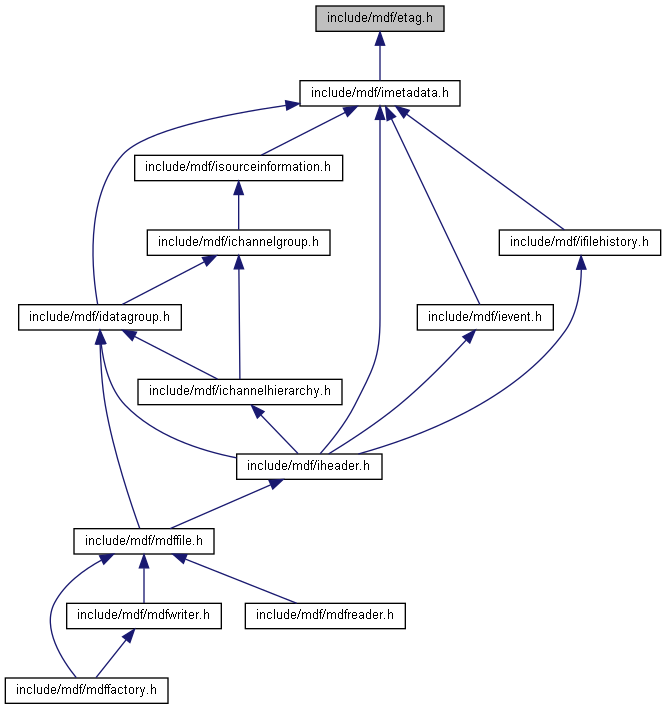 include/mdf/etag.h
include/mdf/imetadata.h
include/mdf/isourceinformation.h
include/mdf/ichannelgroup.h
include/mdf/ifilehistory.h
include/mdf/idatagroup.h
include/mdf/ievent.h
include/mdf/ichannelhierarchy.h
include/mdf/iheader.h
include/mdf/mdffile.h
include/mdf/mdfwriter.h
include/mdf/mdfreader.h
include/mdf/mdffactory.h